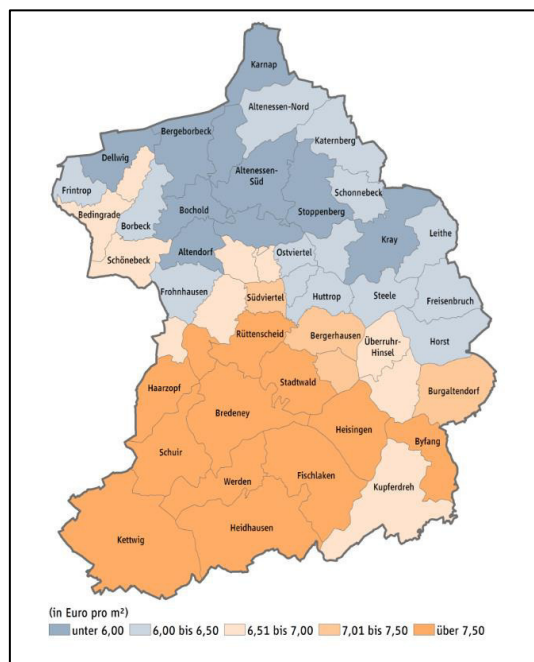 Karnap
Altenessen-Nord
Bergeborbeck
Katernberg
Dellwig
Altenessen-
Süd
Schonnebeck
Frintrop
Bedingrade
Bochold
Stoppenberg
Borbeck
Leithe
Kray
Altendorf
Ostviertel
Schönebeck
Frohnhausen
Südviertel
Huttrop
Steele
Freisenbruch
Rüttenscheid
Bergerhausen
Überruhr-
Hinsel
Horst
Haarzopf
Stadtwald
Burgaltendorf
Bredeney
Heisingen
Byfang
Schuir
Fischlaken
Werden
Kupferdreh
Heidhausen
Kettwig
(in Euro pro m²)
unter 6,00 6,00 bis 6,50 6,51 bis 7,00 7,01 bis 7,50 über 7,50